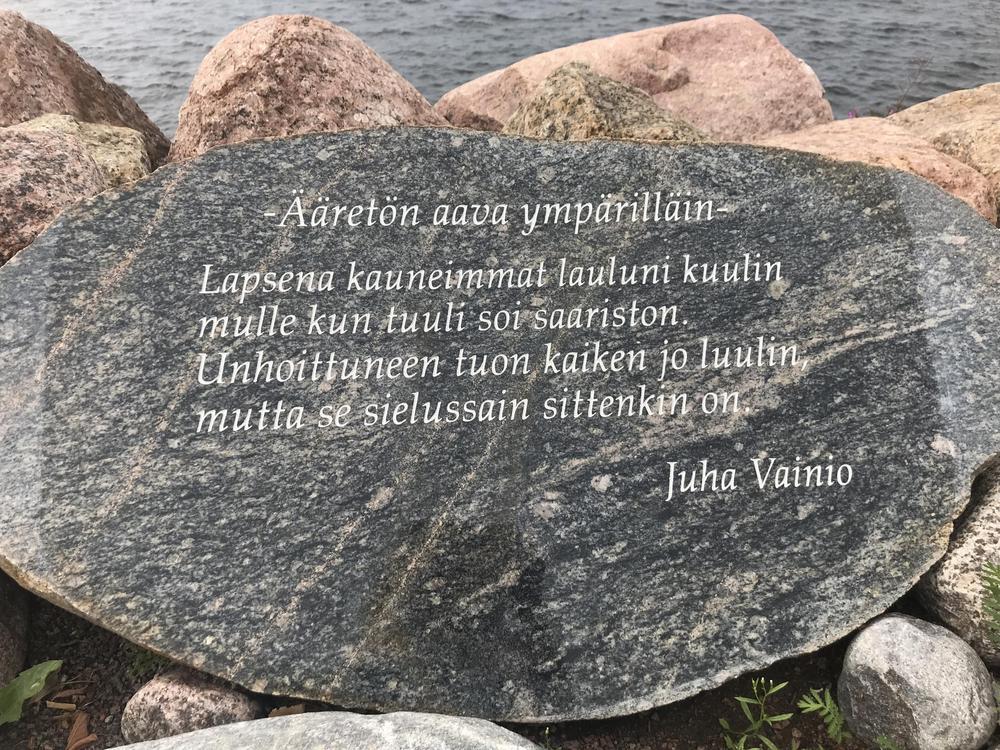 -Ääretön aava ympärilläin-
Lapsena kauneimmat lauluni kuulin
mulle kun tuuli soi saariston.
Unhoittuneen tuon kaiken jo luulin,
mutta se sielussain sittenkin on.
Juha Vainio